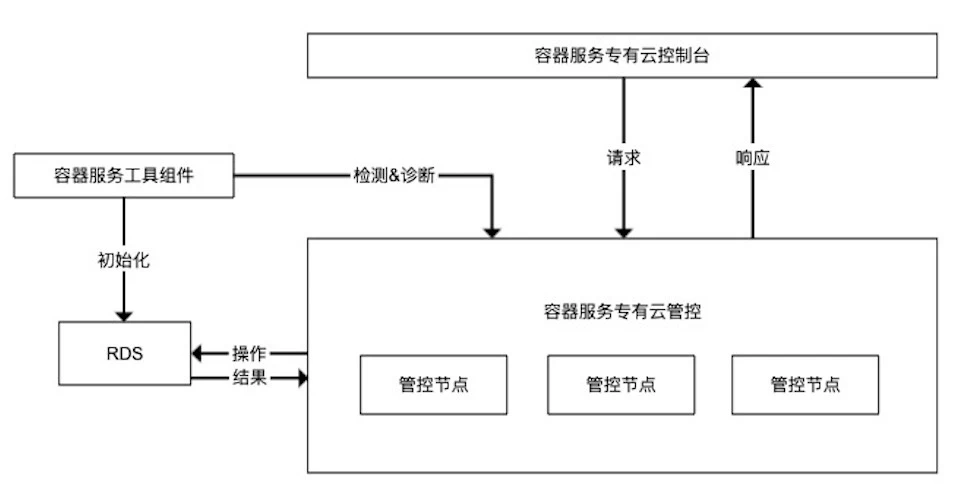 容器服务专有云控制台
请求
响应
容器服务工具组件
检测&诊断
初始化
容器服务专有云管控
RDS
操作
结果
管控节点
管控节点
管控节点